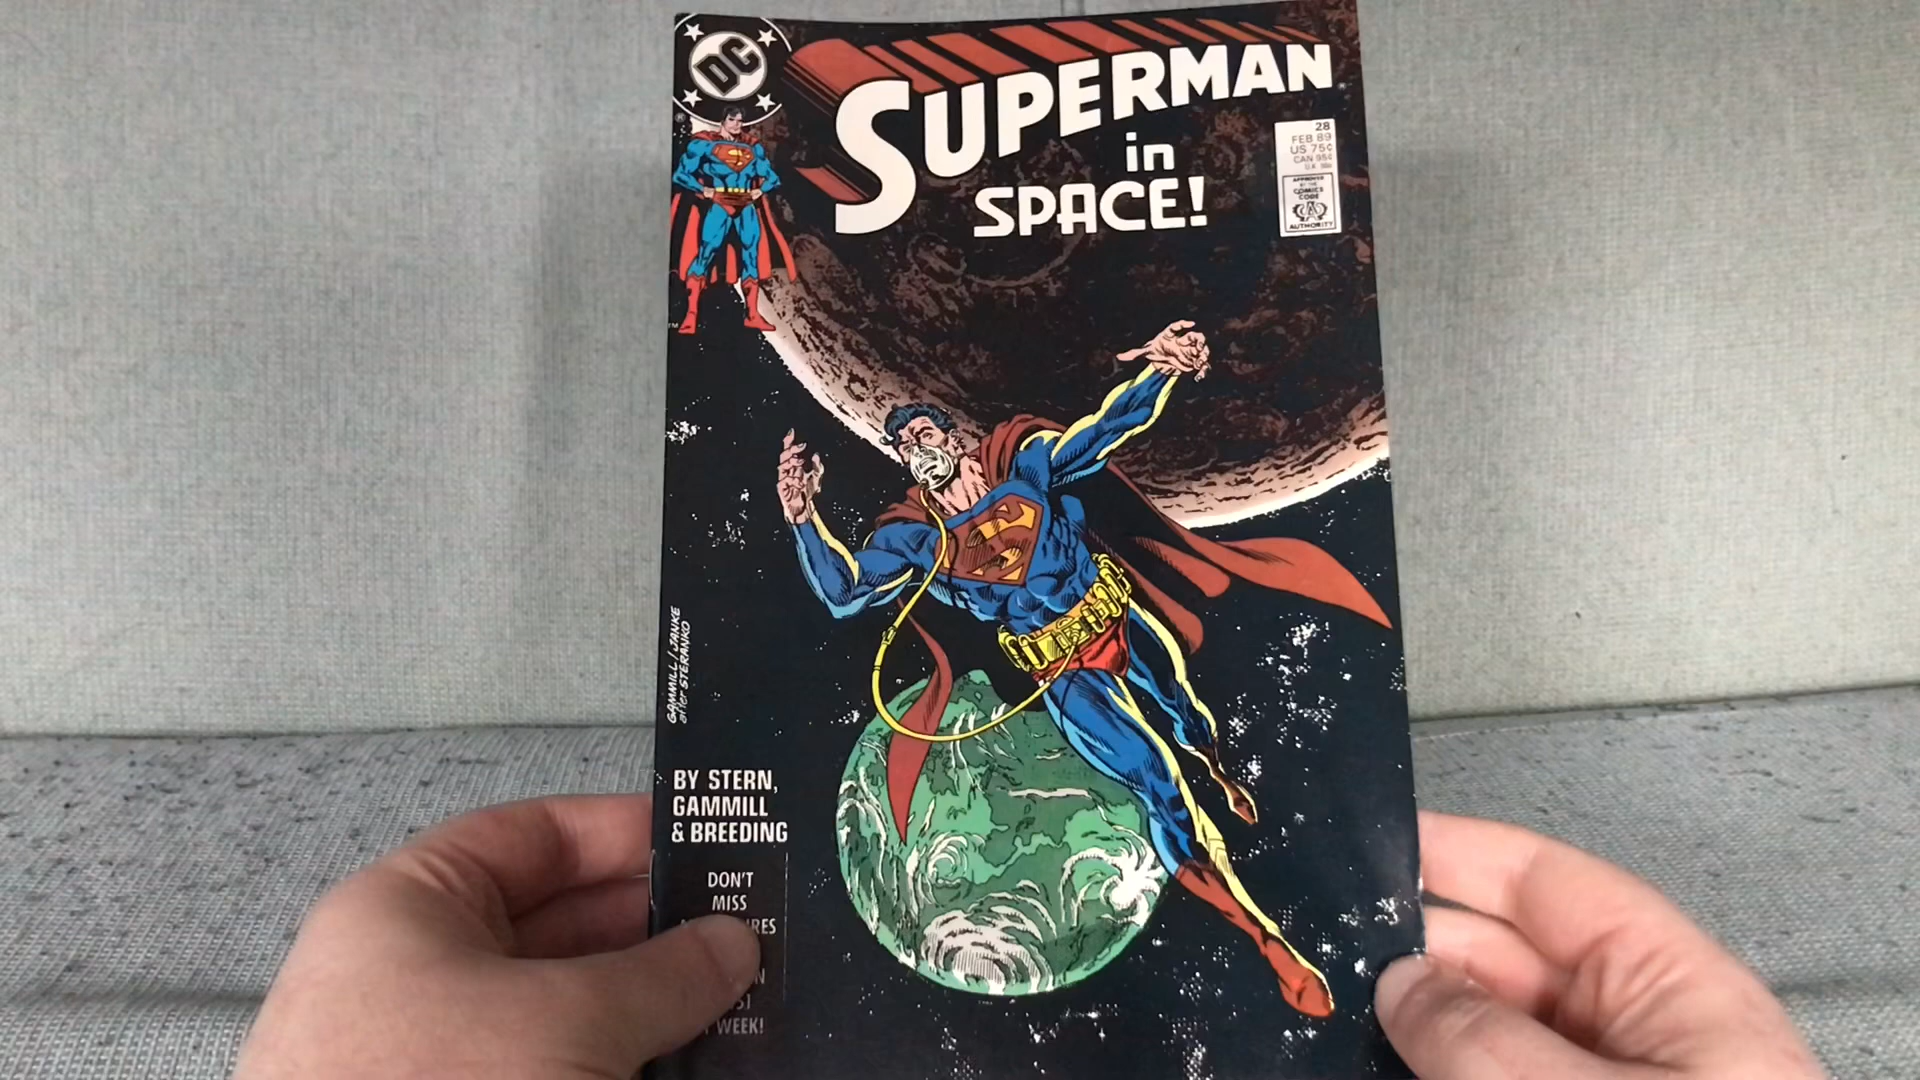 DC
SUPERMAN
in
SPACE!
28
FEB 89
US 75¢
CAN 95¢
APPROVED
BY THE
COMICS
CODE
AUTHORITY
GAMMILL/JANKE
after STERANKO
BY STERN,
GAMMILL
& BREEDING
DON'T
MISS
WEEK!